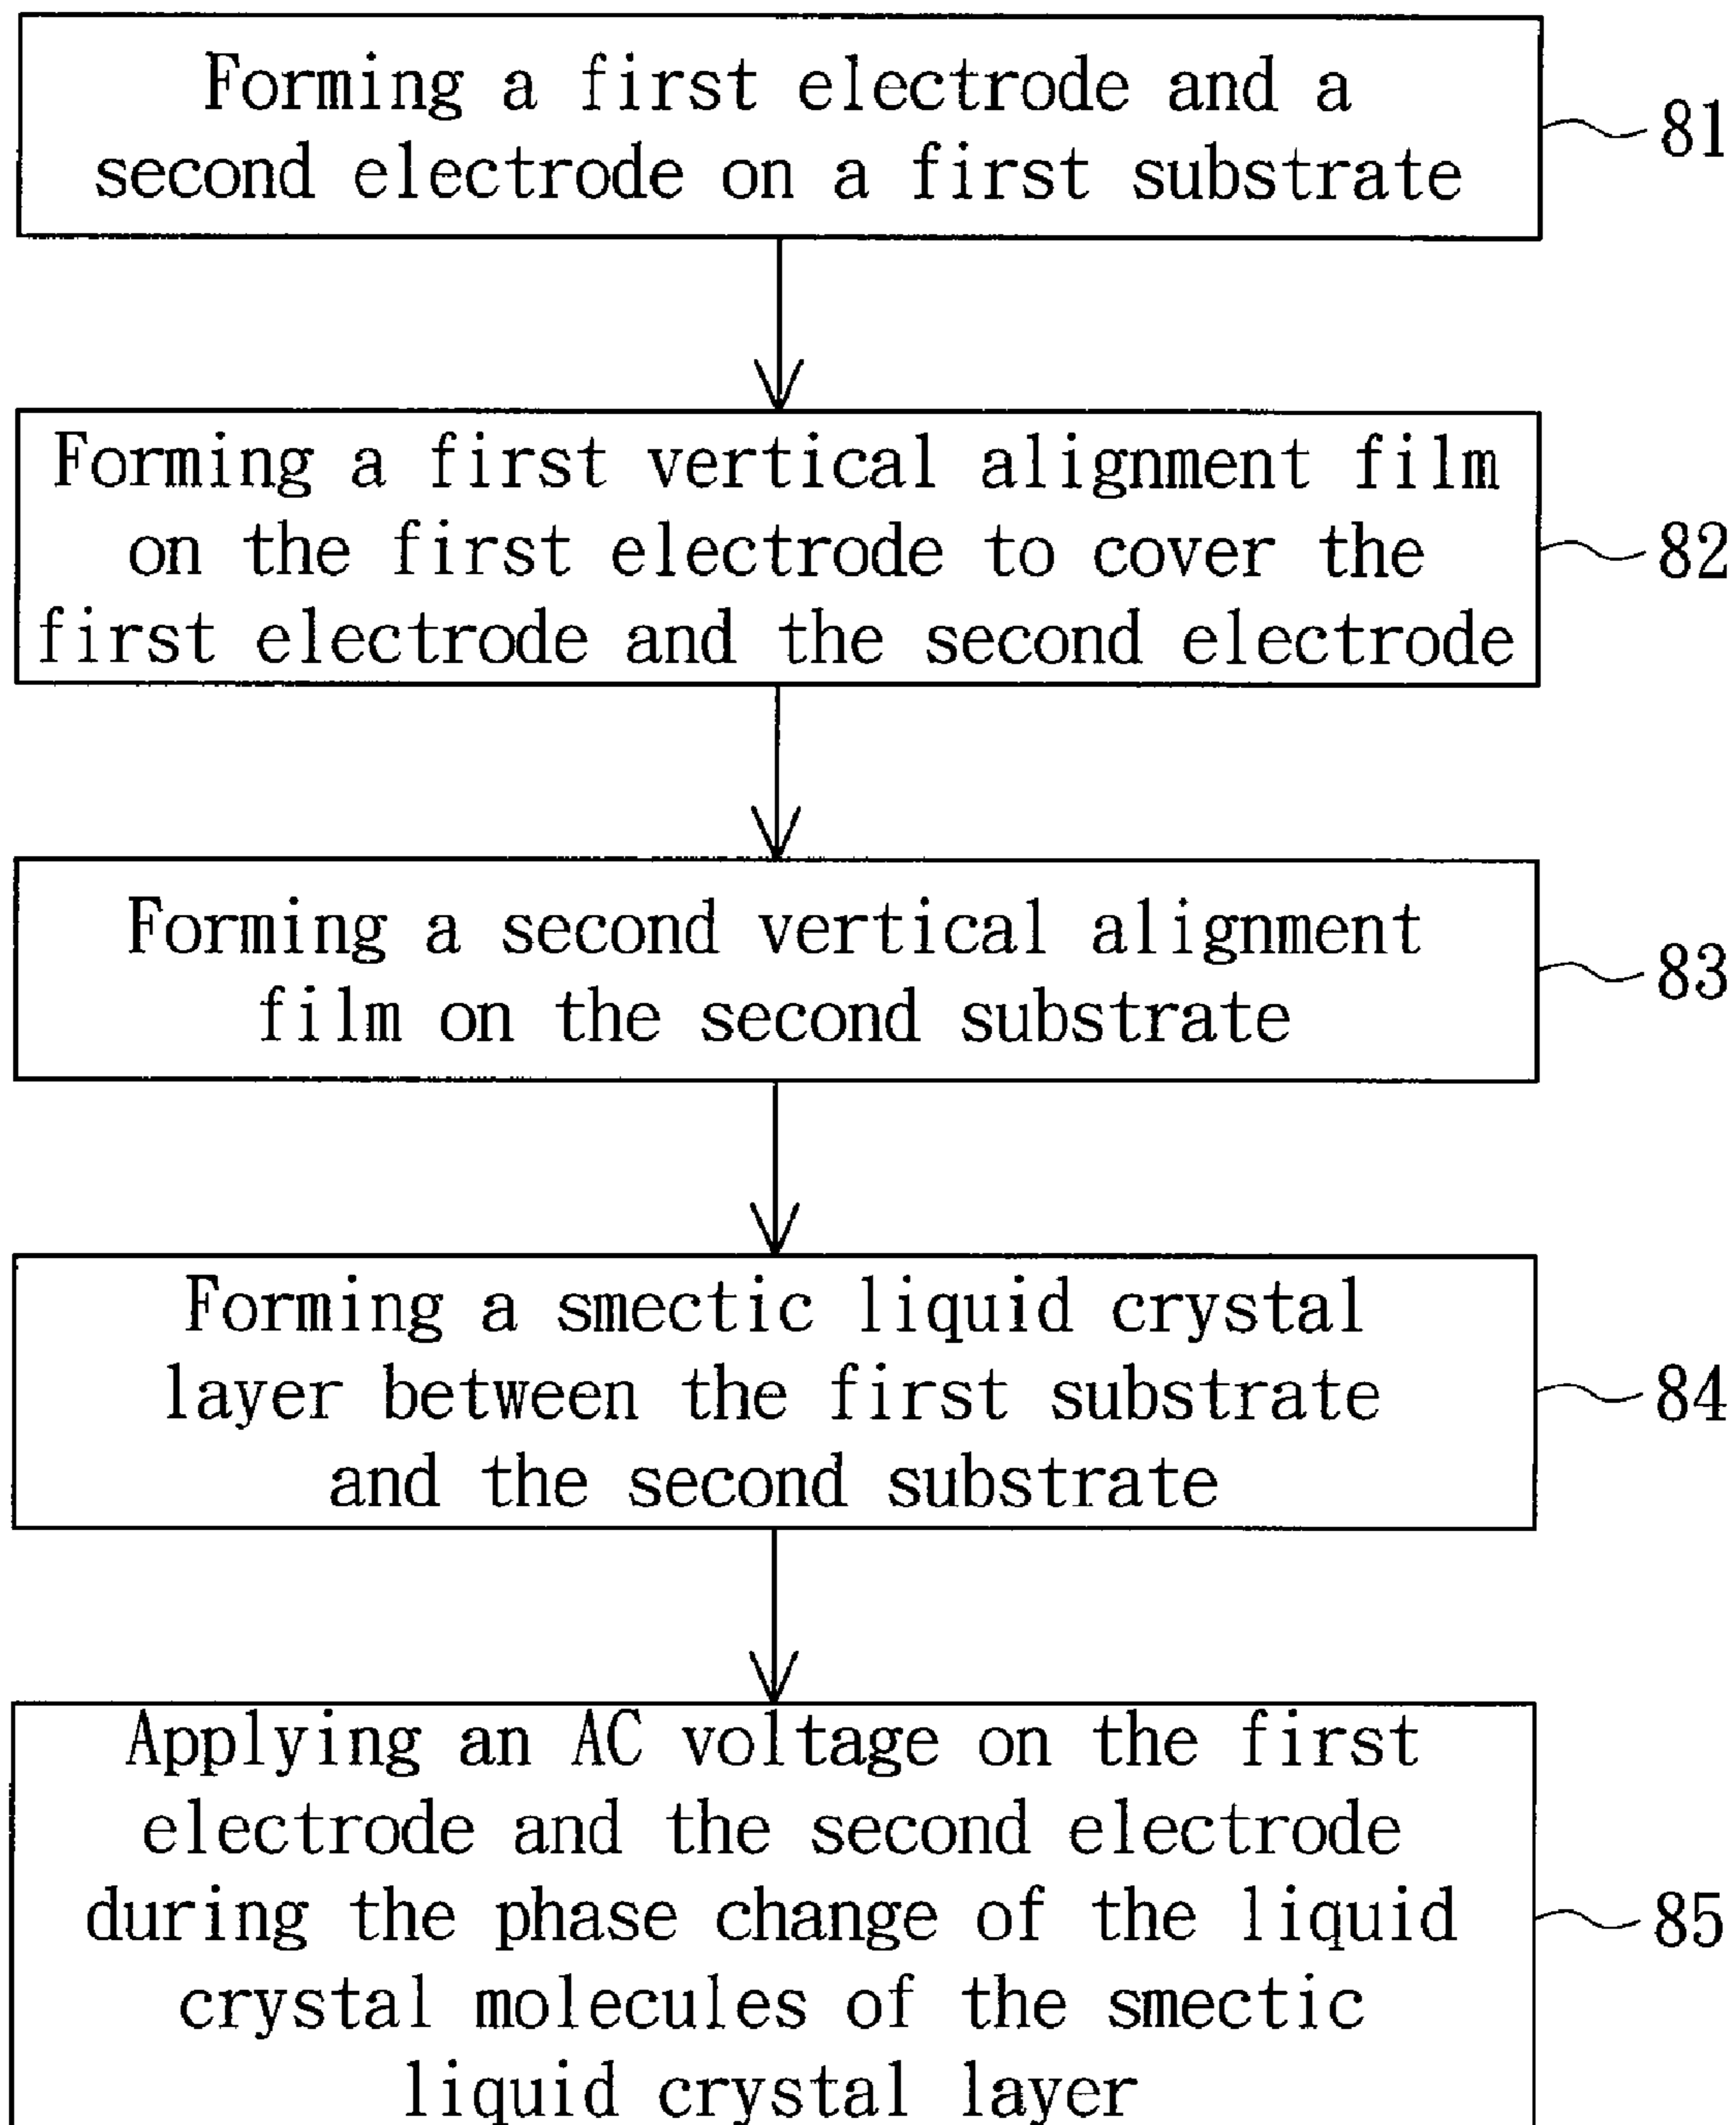 Forming a first electrode and a
second electrode on a first substrate
81
Forming a first vertical alignment film
on the first electrode to cover the
first electrode and the second electrode
82
Forming a second vertical alignment
film on the second substrate
83
Forming a smectic liquid crystal
layer between the first substrate
and the second substrate
84
Applying an AC voltage on the first
electrode and the second electrode
during the phase change of the liquid
crystal molecules of the smectic
liquid crystal layer
85